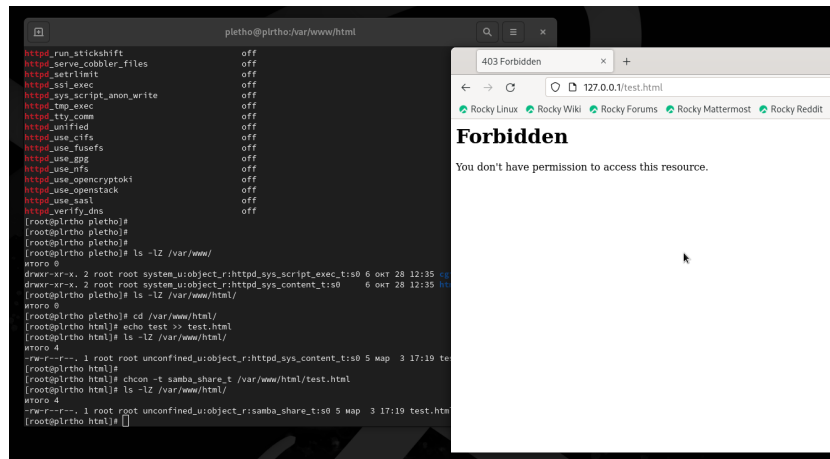 pletho@plrtho:/var/www/html
httpd_run_stickshift off
httpd_serve_cobbler_files off
httpd_setrlimit off
httpd_ssi_exec off
httpd_sys_script_anon_write off
httpd_tmp_exec off
httpd_tty_comm off
httpd_unified off
httpd_use_cifs off
httpd_use_fusefs off
httpd_use_gpg off
httpd_use_nfs off
httpd_use_opencryptoki off
httpd_use_openstack off
httpd_use_sasl off
httpd_verify_dns off
[root@plrtho pletho]#
[root@plrtho pletho]#
[root@plrtho pletho]#
[root@plrtho pletho]# ls -lZ /var/www/
итого 0
drwxr-xr-x. 2 root root system_u:object_r:httpd_sys_script_exec_t:s0 6 окт 28 12:35 cg
drwxr-xr-x. 2 root root system_u:object_r:httpd_sys_content_t:s0 6 окт 28 12:35 ht
[root@plrtho pletho]# ls -lZ /var/www/html/
итого 0
[root@plrtho pletho]# cd /var/www/html/
[root@plrtho html]# echo test >> test.html
[root@plrtho html]# ls -lZ /var/www/html/
итого 4
-rw-r--r--. 1 root root unconfined_u:object_r:httpd_sys_content_t:s0 5 мар 3 17:19 te
[root@plrtho html]#
[root@plrtho html]# chcon -t samba_share_t /var/www/html/test.html
[root@plrtho html]# ls -lZ /var/www/html/
итого 4
-rw-r--r--. 1 root root unconfined_u:object_r:samba_share_t:s0 5 мар 3 17:19 test.htm
[root@plrtho html]#
403 Forbidden
127.0.0.1/test.html
Rocky Linux Rocky Wiki Rocky Forums Rocky Mattermost Rocky Reddit
Forbidden
You don't have permission to access this resource.